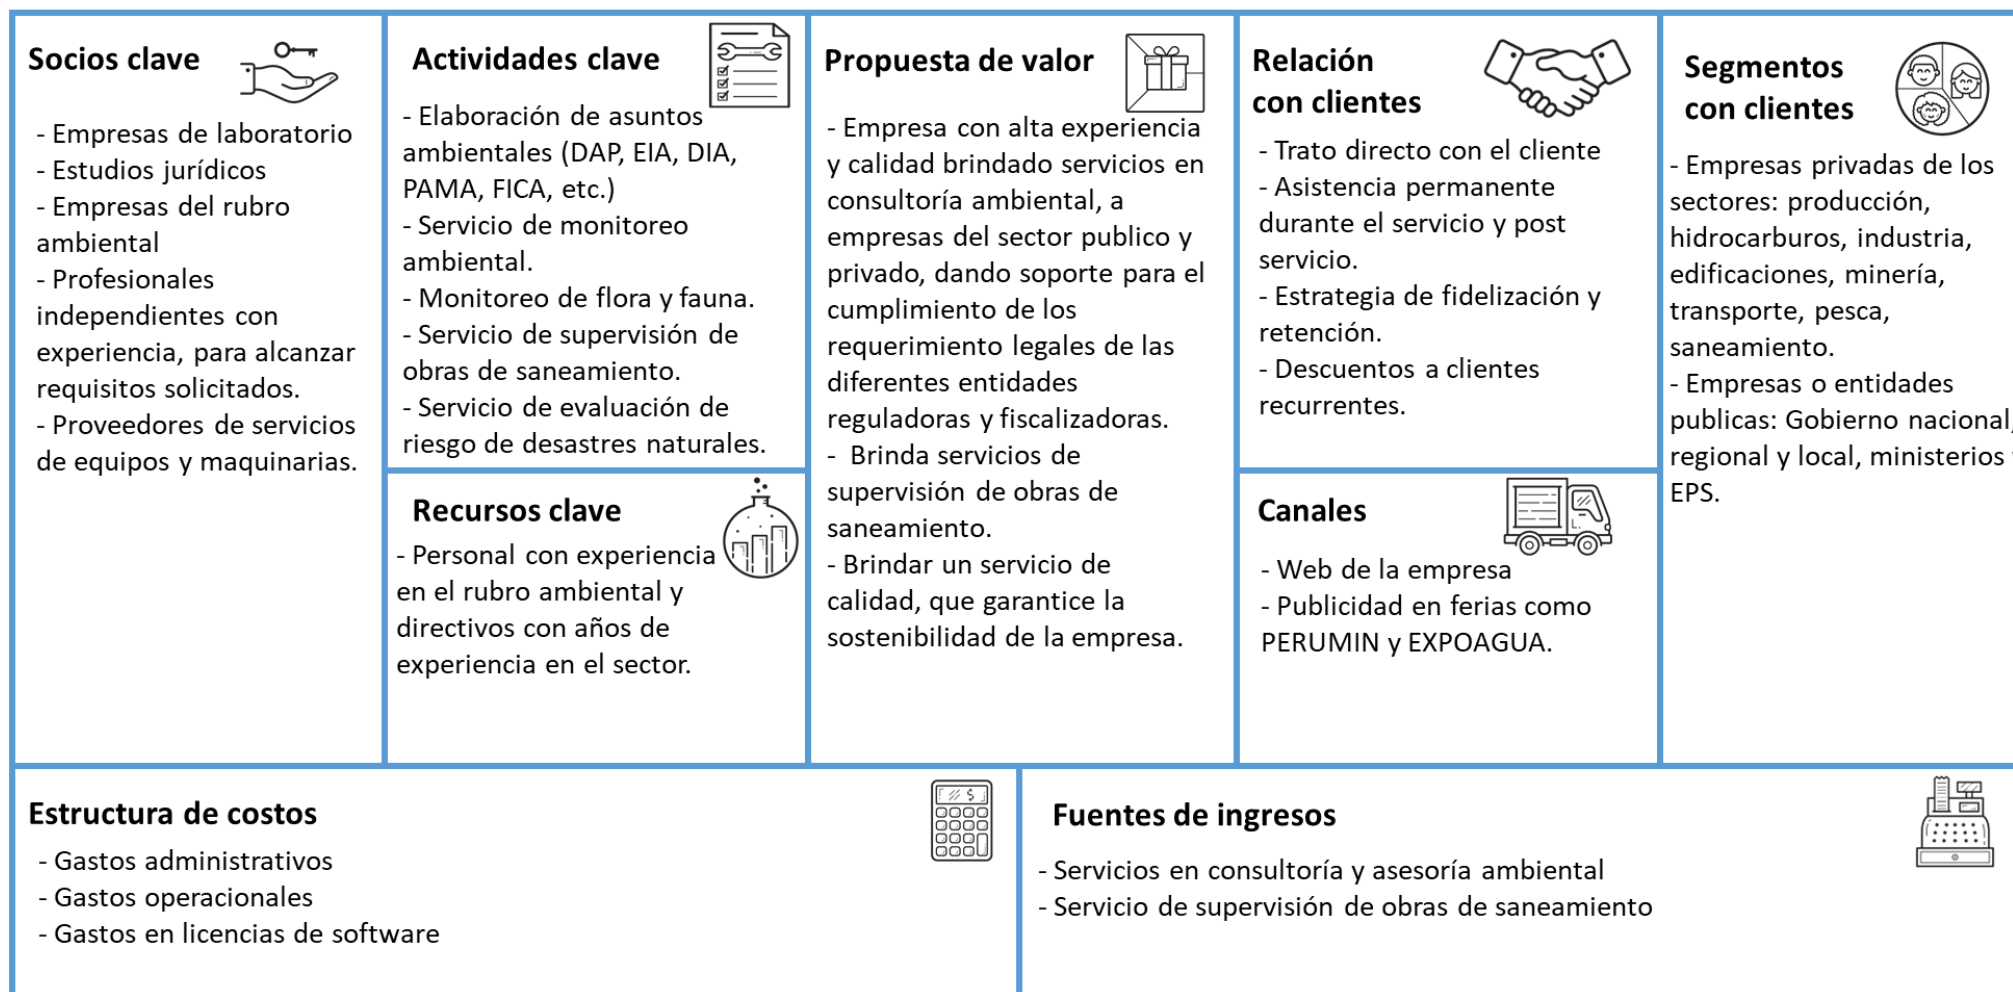 Socios clave
- Empresas de laboratorio
- Estudios jurídicos
- Empresas del rubro
ambiental
- Profesionales
independientes con
experiencia, para alcanzar
requisitos solicitados.
- Proveedores de servicios
de equipos y maquinarias.
Actividades clave
- Elaboración de asuntos
ambientales (DAP, EIA, DIA,
PAMA, FICA, etc.)
- Servicio de monitoreo
ambiental.
- Monitoreo de flora y fauna.
- Servicio de supervisión de
obras de saneamiento.
- Servicio de evaluación de
riesgo de desastres naturales.
Recursos clave
- Personal con experiencia
en el rubro ambiental y
directivos con años de
experiencia en el sector.
Propuesta de valor
- Empresa con alta experiencia
y calidad brindado servicios en
consultoría ambiental, a
empresas del sector publico y
privado, dando soporte para el
cumplimiento de los
requerimiento legales de las
diferentes entidades
reguladoras y fiscalizadoras.
- Brinda servicios de
supervisión de obras de
saneamiento.
- Brindar un servicio de
calidad, que garantice la
sostenibilidad de la empresa.
Relación
con clientes
- Trato directo con el cliente
- Asistencia permanente
durante el servicio y post
servicio.
- Estrategia de fidelización y
retención.
- Descuentos a clientes
recurrentes.
Canales
- Web de la empresa
- Publicidad en ferias como
PERUMIN y EXPOAGUA.
Segmentos
con clientes
- Empresas privadas de los
sectores: producción,
hidrocarburos, industria,
edificaciones, minería,
transporte, pesca,
saneamiento.
- Empresas o entidades
publicas: Gobierno nacional,
regional y local, ministerios
EPS.
Estructura de costos
$
- Gastos administrativos
- Gastos operacionales
- Gastos en licencias de software
Fuentes de ingresos
- Servicios en consultoría y asesoría ambiental
- Servicio de supervisión de obras de saneamiento